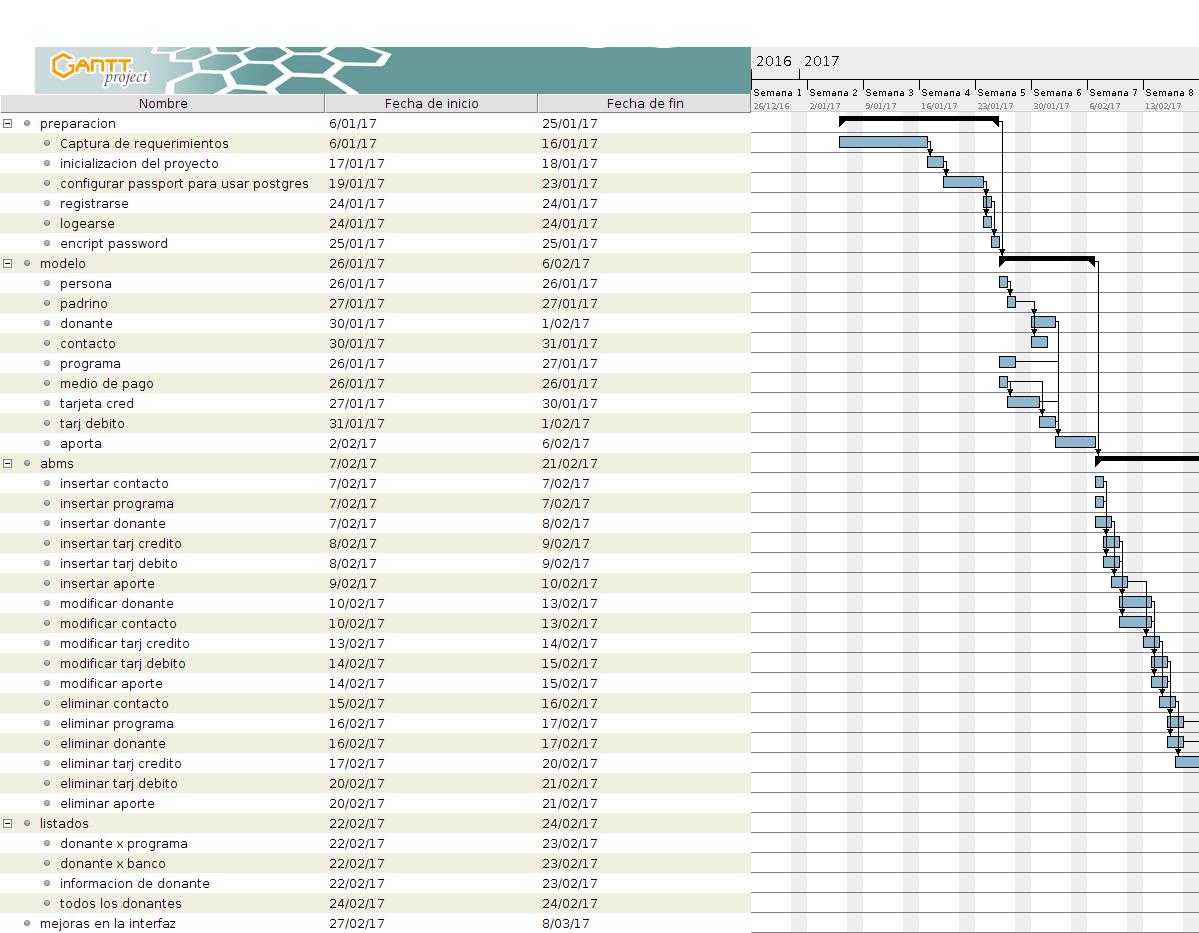 GANTT project
2016 2017
Semana 1 Semana 2 Semana 3 Semana 4 Semana 5 Semana 6 Semana 7 Semana 8
Nombre Fecha de inicio Fecha de fin 26/12/16 2/01/17 9/01/17 16/01/17 23/01/17 30/01/17 6/02/17 13/02/17
preparacion 6/01/17 25/01/17
Captura de requerimientos 6/01/17 16/01/17
inicializacion del proyecto 17/01/17 18/01/17
configurar passport para usar postgres 19/01/17 23/01/17
registrarse 24/01/17 24/01/17
logearse 24/01/17 24/01/17
encript password 25/01/17 25/01/17
modelo 26/01/17 6/02/17
persona 26/01/17 26/01/17
padrino 27/01/17 27/01/17
donante 30/01/17 1/02/17
contacto 30/01/17 31/01/17
programa 26/01/17 27/01/17
medio de pago 26/01/17 26/01/17
tarjeta cred 27/01/17 30/01/17
tarj debito 31/01/17 1/02/17
aporta 2/02/17 6/02/17
abms 7/02/17 21/02/17
insertar contacto 7/02/17 7/02/17
insertar programa 7/02/17 7/02/17
insertar donante 7/02/17 8/02/17
insertar tarj credito 8/02/17 9/02/17
insertar tarj debito 8/02/17 9/02/17
insertar aporte 9/02/17 10/02/17
modificar donante 10/02/17 13/02/17
modificar contacto 10/02/17 13/02/17
modificar tarj credito 13/02/17 14/02/17
modificar tarj debito 14/02/17 15/02/17
modificar aporte 14/02/17 15/02/17
eliminar contacto 15/02/17 16/02/17
eliminar programa 16/02/17 17/02/17
eliminar donante 16/02/17 17/02/17
eliminar tarj credito 17/02/17 20/02/17
eliminar tarj debito 20/02/17 21/02/17
eliminar aporte 20/02/17 21/02/17
listados 22/02/17 24/02/17
donante x programa 22/02/17 23/02/17
donante x banco 22/02/17 23/02/17
informacion de donante 22/02/17 23/02/17
todos los donantes 24/02/17 24/02/17
mejoras en la interfaz 27/02/17 8/03/17